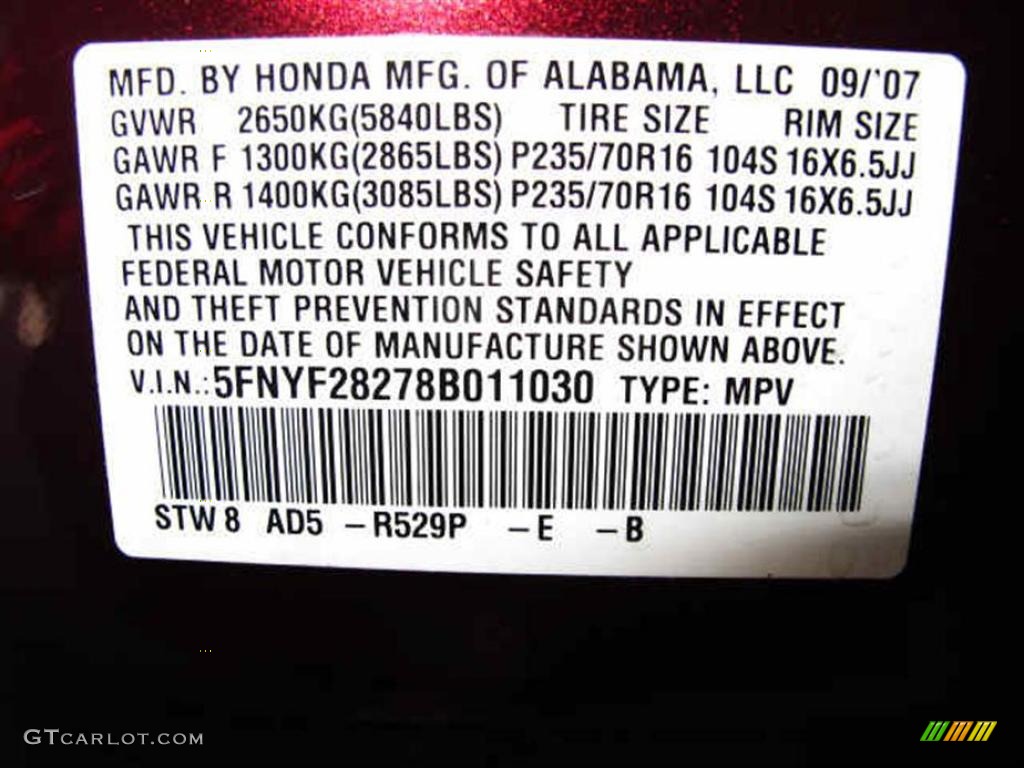 MFD. BY HONDA MFG. OF ALABAMA, LLC 09/'07
GVWR 2650KG(5840LBS) TIRE SIZE RIM SIZE
GAWR F 1300KG(2865LBS) P235/70R16 104S 16X6.5JJ
GAWR R 1400KG(3085LBS) P235/70R16 104S 16X6.5JJ
THIS VEHICLE CONFORMS TO ALL APPLICABLE
FEDERAL MOTOR VEHICLE SAFETY
AND THEFT PREVENTION STANDARDS IN EFFECT
ON THE DATE OF MANUFACTURE SHOWN ABOVE.
V.I.N.: 5FNYF28278B011030 TYPE: MPV
STW8 AD5 –R529P –E –B
GTCARLOT.COM